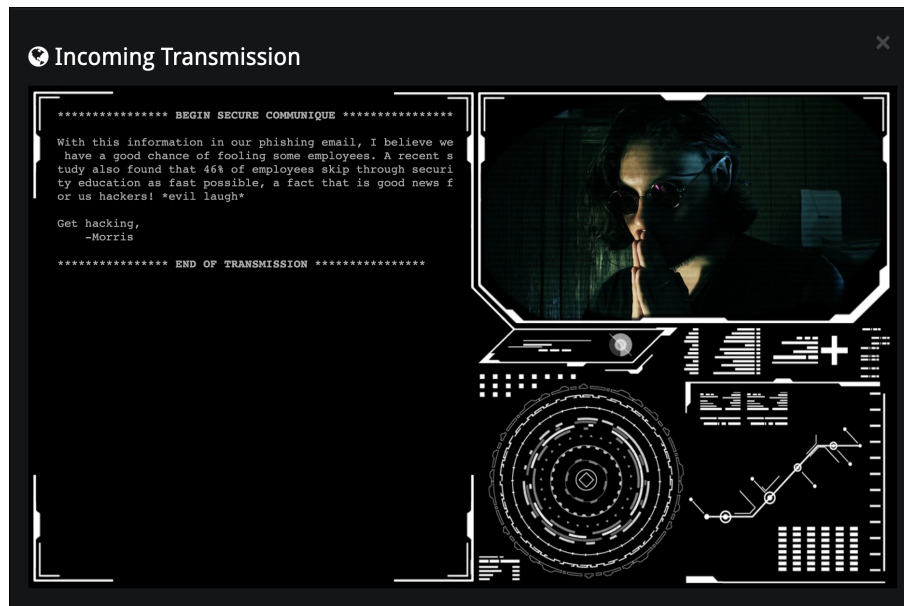 Incoming Transmission
**************** BEGIN SECURE COMMUNIQUE ****************
With this information in our phishing email, I believe we
 have a good chance of fooling some employees. A recent s
tudy also found that 46% of employees skip through securi
ty education as fast possible, a fact that is good news f
or us hackers! *evil laugh*
Get hacking,
    -Morris
**************** END OF TRANSMISSION ****************